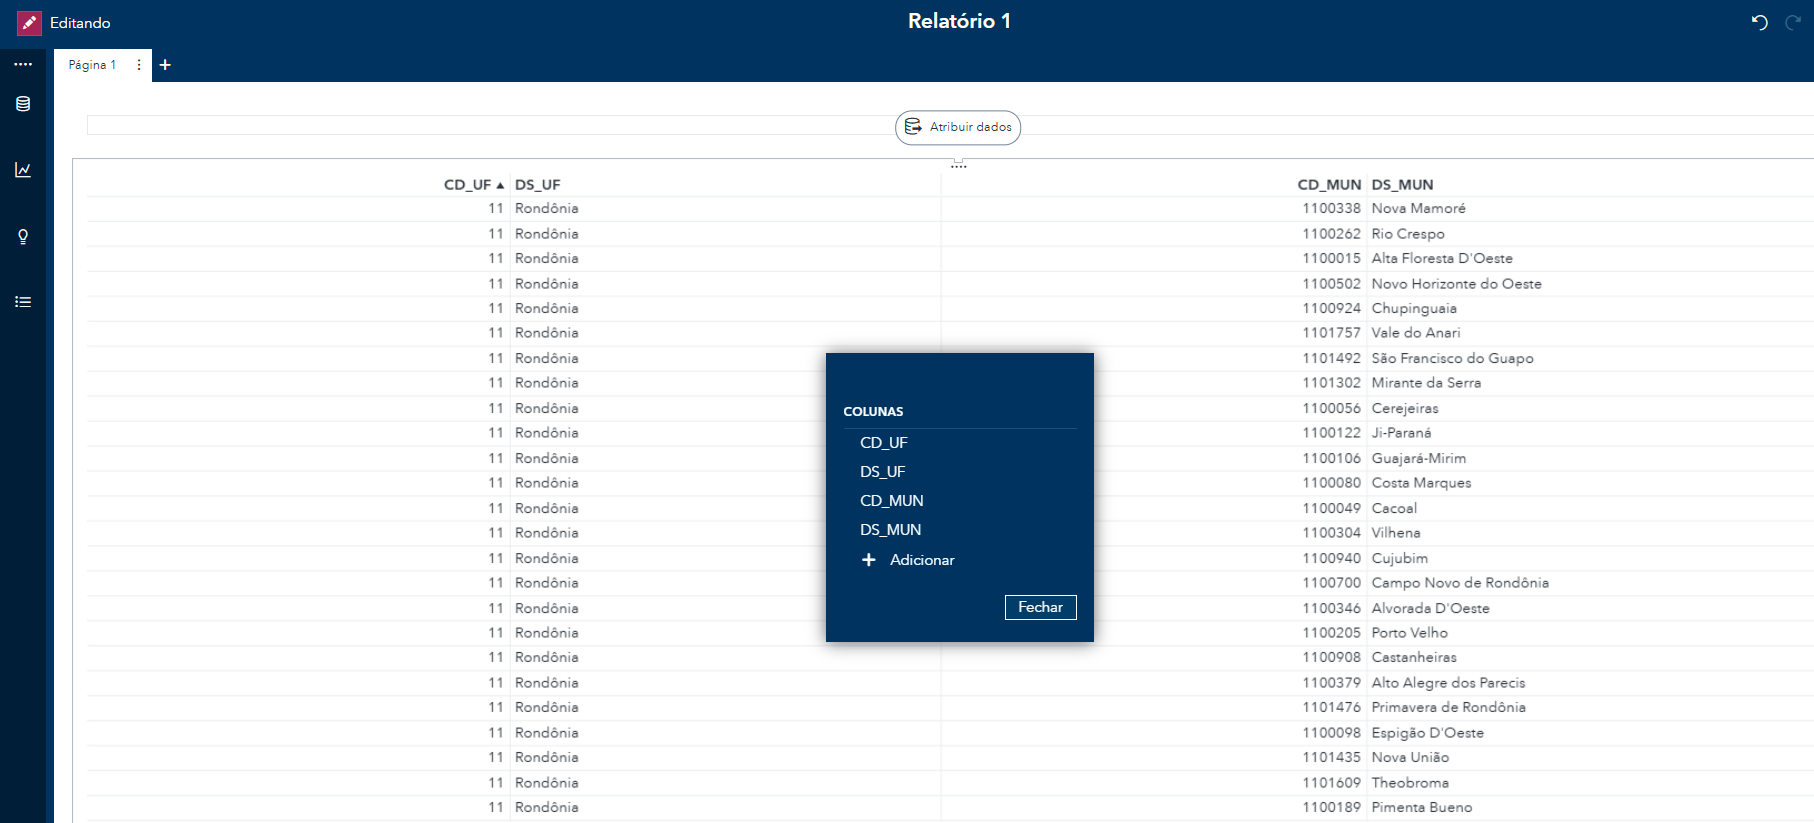 Editando
Relatório 1
Página 1
Atribuir dados
CD_UF DS_UF CD_MUN DS_MUN
11 Rondônia 1100338 Nova Mamoré
11 Rondônia 1100262 Rio Crespo
11 Rondônia 1100015 Alta Floresta D'Oeste
11 Rondônia 1100502 Novo Horizonte do Oeste
11 Rondônia 1100924 Chupinguaia
11 Rondônia 1101757 Vale do Anari
11 Rondônia 1101492 São Francisco do Guapo
11 Rondônia 1101302 Mirante da Serra
11 Rondônia 1100056 Cerejeiras
11 Rondônia 1100122 Ji-Paraná
11 Rondônia 1100106 Guajará-Mirim
11 Rondônia 1100080 Costa Marques
11 Rondônia 1100049 Cacoal
11 Rondônia 1100304 Vilhena
11 Rondônia 1100940 Cujubim
11 Rondônia 1100700 Campo Novo de Rondônia
11 Rondônia 1100346 Alvorada D'Oeste
11 Rondônia 1100205 Porto Velho
11 Rondônia 1100908 Castanheiras
11 Rondônia 1100379 Alto Alegre dos Parecis
11 Rondônia 1101476 Primavera de Rondônia
11 Rondônia 1100098 Espigão D'Oeste
11 Rondônia 1101435 Nova União
11 Rondônia 1101609 Theobroma
11 Rondônia 1100189 Pimenta Bueno
COLUNAS
CD_UF
DS_UF
CD_MUN
DS_MUN
+ Adicionar
Fechar